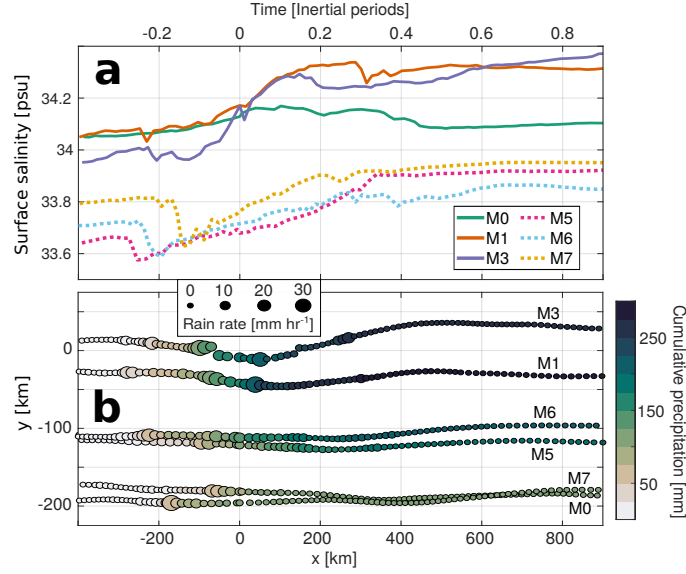 Time [Inertial periods]
-0.2 0 0.2 0.4 0.6 0.8
a
Surface salinity [psu]
34.2
34
33.8
33.6
M0 M5
M1 M6
M3 M7
0 10 20 30
Rain rate [mm hr⁻¹]
M3
M1
M6
M5
M7
M0
b
y [km]
0
-100
-200
-200 0 200 400 600 800
x [km]
250
150
50
Cumulative precipitation [mm]